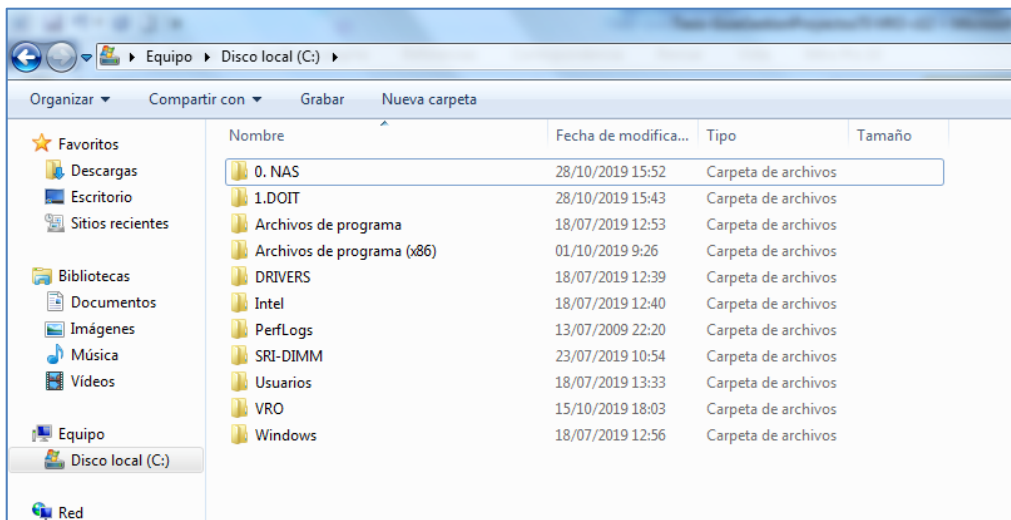 Equipo Disco local (C:)
Organizar Compartir con Grabar Nueva carpeta
Favoritos
Descargas
Escritorio
Sitios recientes
Bibliotecas
Documentos
Imágenes
Música
Vídeos
Equipo
Disco local (C:)
Red
Nombre Fecha de modifica... Tipo Tamaño
0. NAS 28/10/2019 15:52 Carpeta de archivos
1.DOIT 28/10/2019 15:43 Carpeta de archivos
Archivos de programa 18/07/2019 12:53 Carpeta de archivos
Archivos de programa (x86) 01/10/2019 9:26 Carpeta de archivos
DRIVERS 18/07/2019 12:39 Carpeta de archivos
Intel 18/07/2019 12:40 Carpeta de archivos
PerfLogs 13/07/2009 22:20 Carpeta de archivos
SRI-DIMM 23/07/2019 10:54 Carpeta de archivos
Usuarios 18/07/2019 13:33 Carpeta de archivos
VRO 15/10/2019 18:03 Carpeta de archivos
Windows 18/07/2019 12:56 Carpeta de archivos